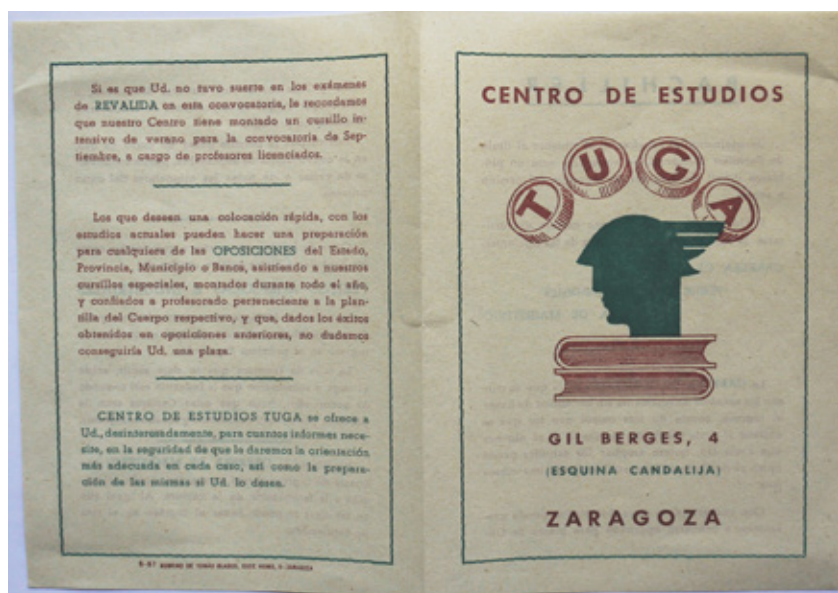 Si es que Ud. no tuvo suerte en los exámenes
de REVALIDA en esta convocatoria, le recordamos
que nuestro Centro tiene montado un cursillo in-
tensivo de verano para la convocatoria de Sep-
tiembre, a cargo de profesores licenciados.
Los que deseen una colocación rápida, con los
estudios actuales pueden hacer una preparación
para cualquiera de las OPOSICIONES del Estado,
Provincia, Municipio o Banca, asistiendo a nuestros
cursillos especiales, montados durante todo el año,
y confiados a profesorado perteneciente a la plan-
tilla del Cuerpo respectivo, y que, dados los éxitos
obtenidos en oposiciones anteriores, no dudamos
conseguiría Ud. una plaza.
CENTRO DE ESTUDIOS TUGA se ofrece a
Ud., desinteresadamente, para cuantos informes nece-
site, en la seguridad de que le daremos la orientación
más adecuada en cada caso, así como la prepara-
ción de las mismas si Ud. lo desea.
DE TOMAS BLASCO, ZARAGOZA
CENTRO DE ESTUDIOS
TUGA
GIL BERGES, 4
(ESQUINA CANDALIJA)
ZARAGOZA